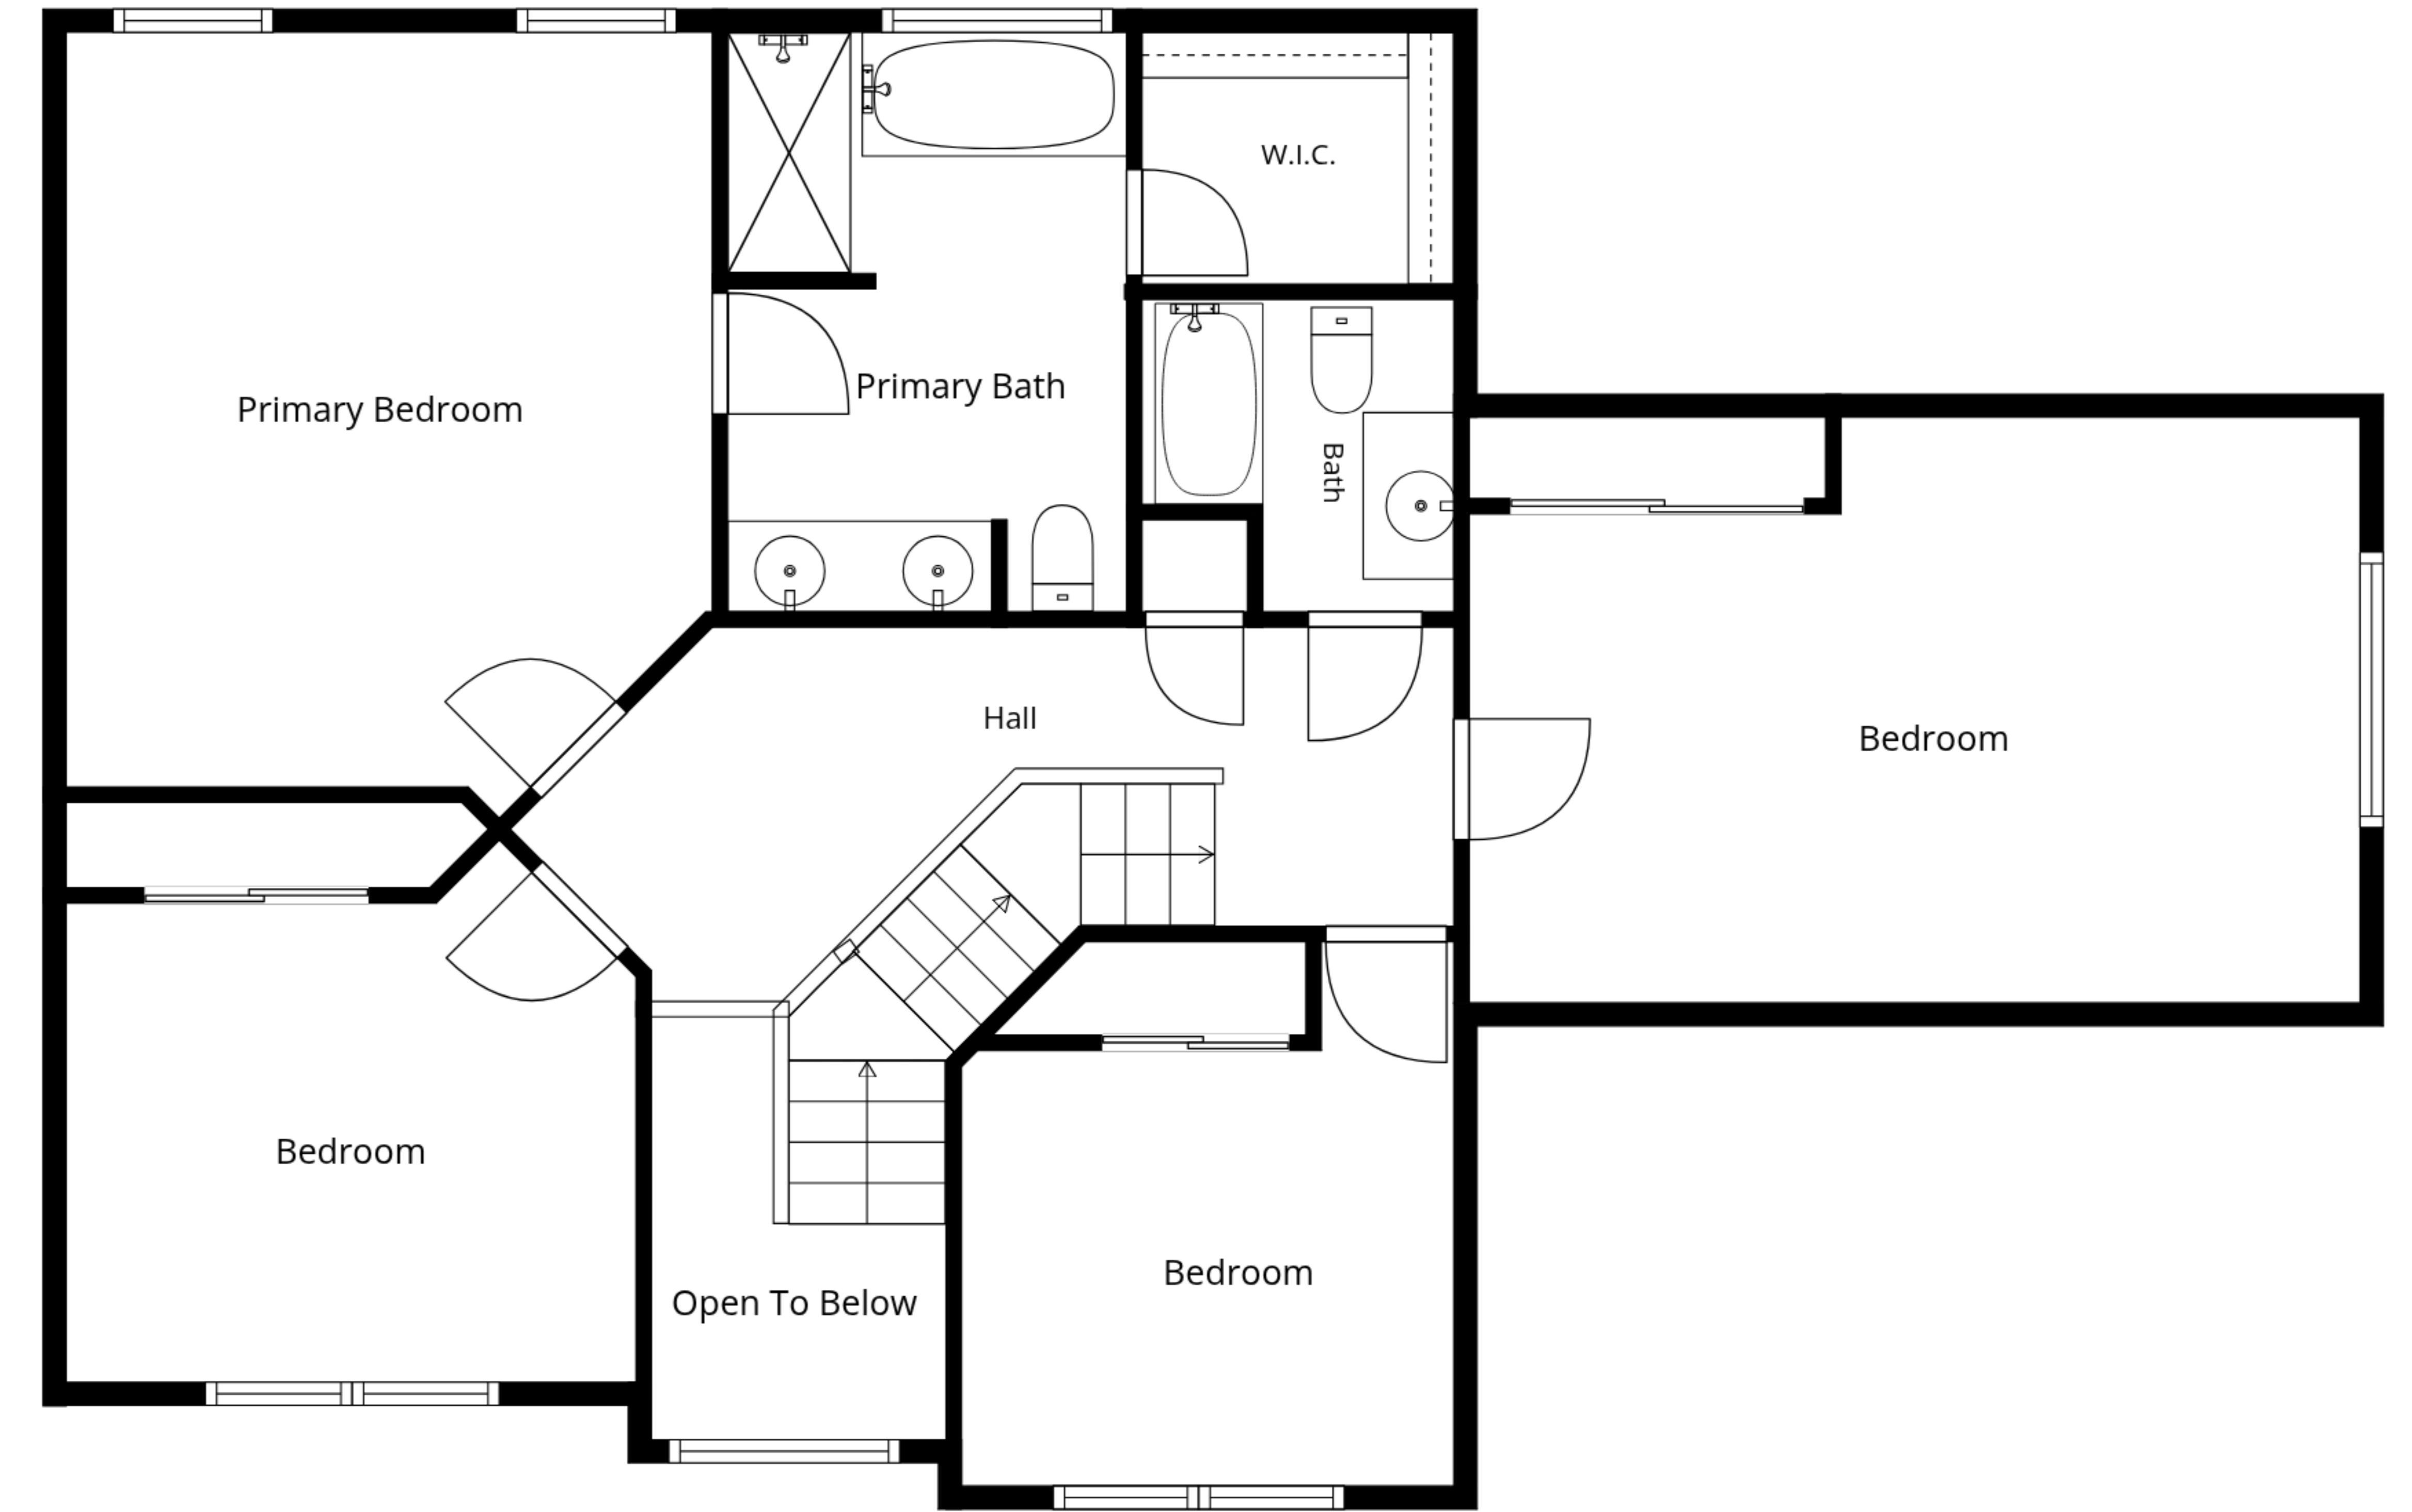 W.I.C.
Primary Bedroom
Primary Bath
Bath
Hall
Bedroom
Bedroom
Bedroom
Open To Below